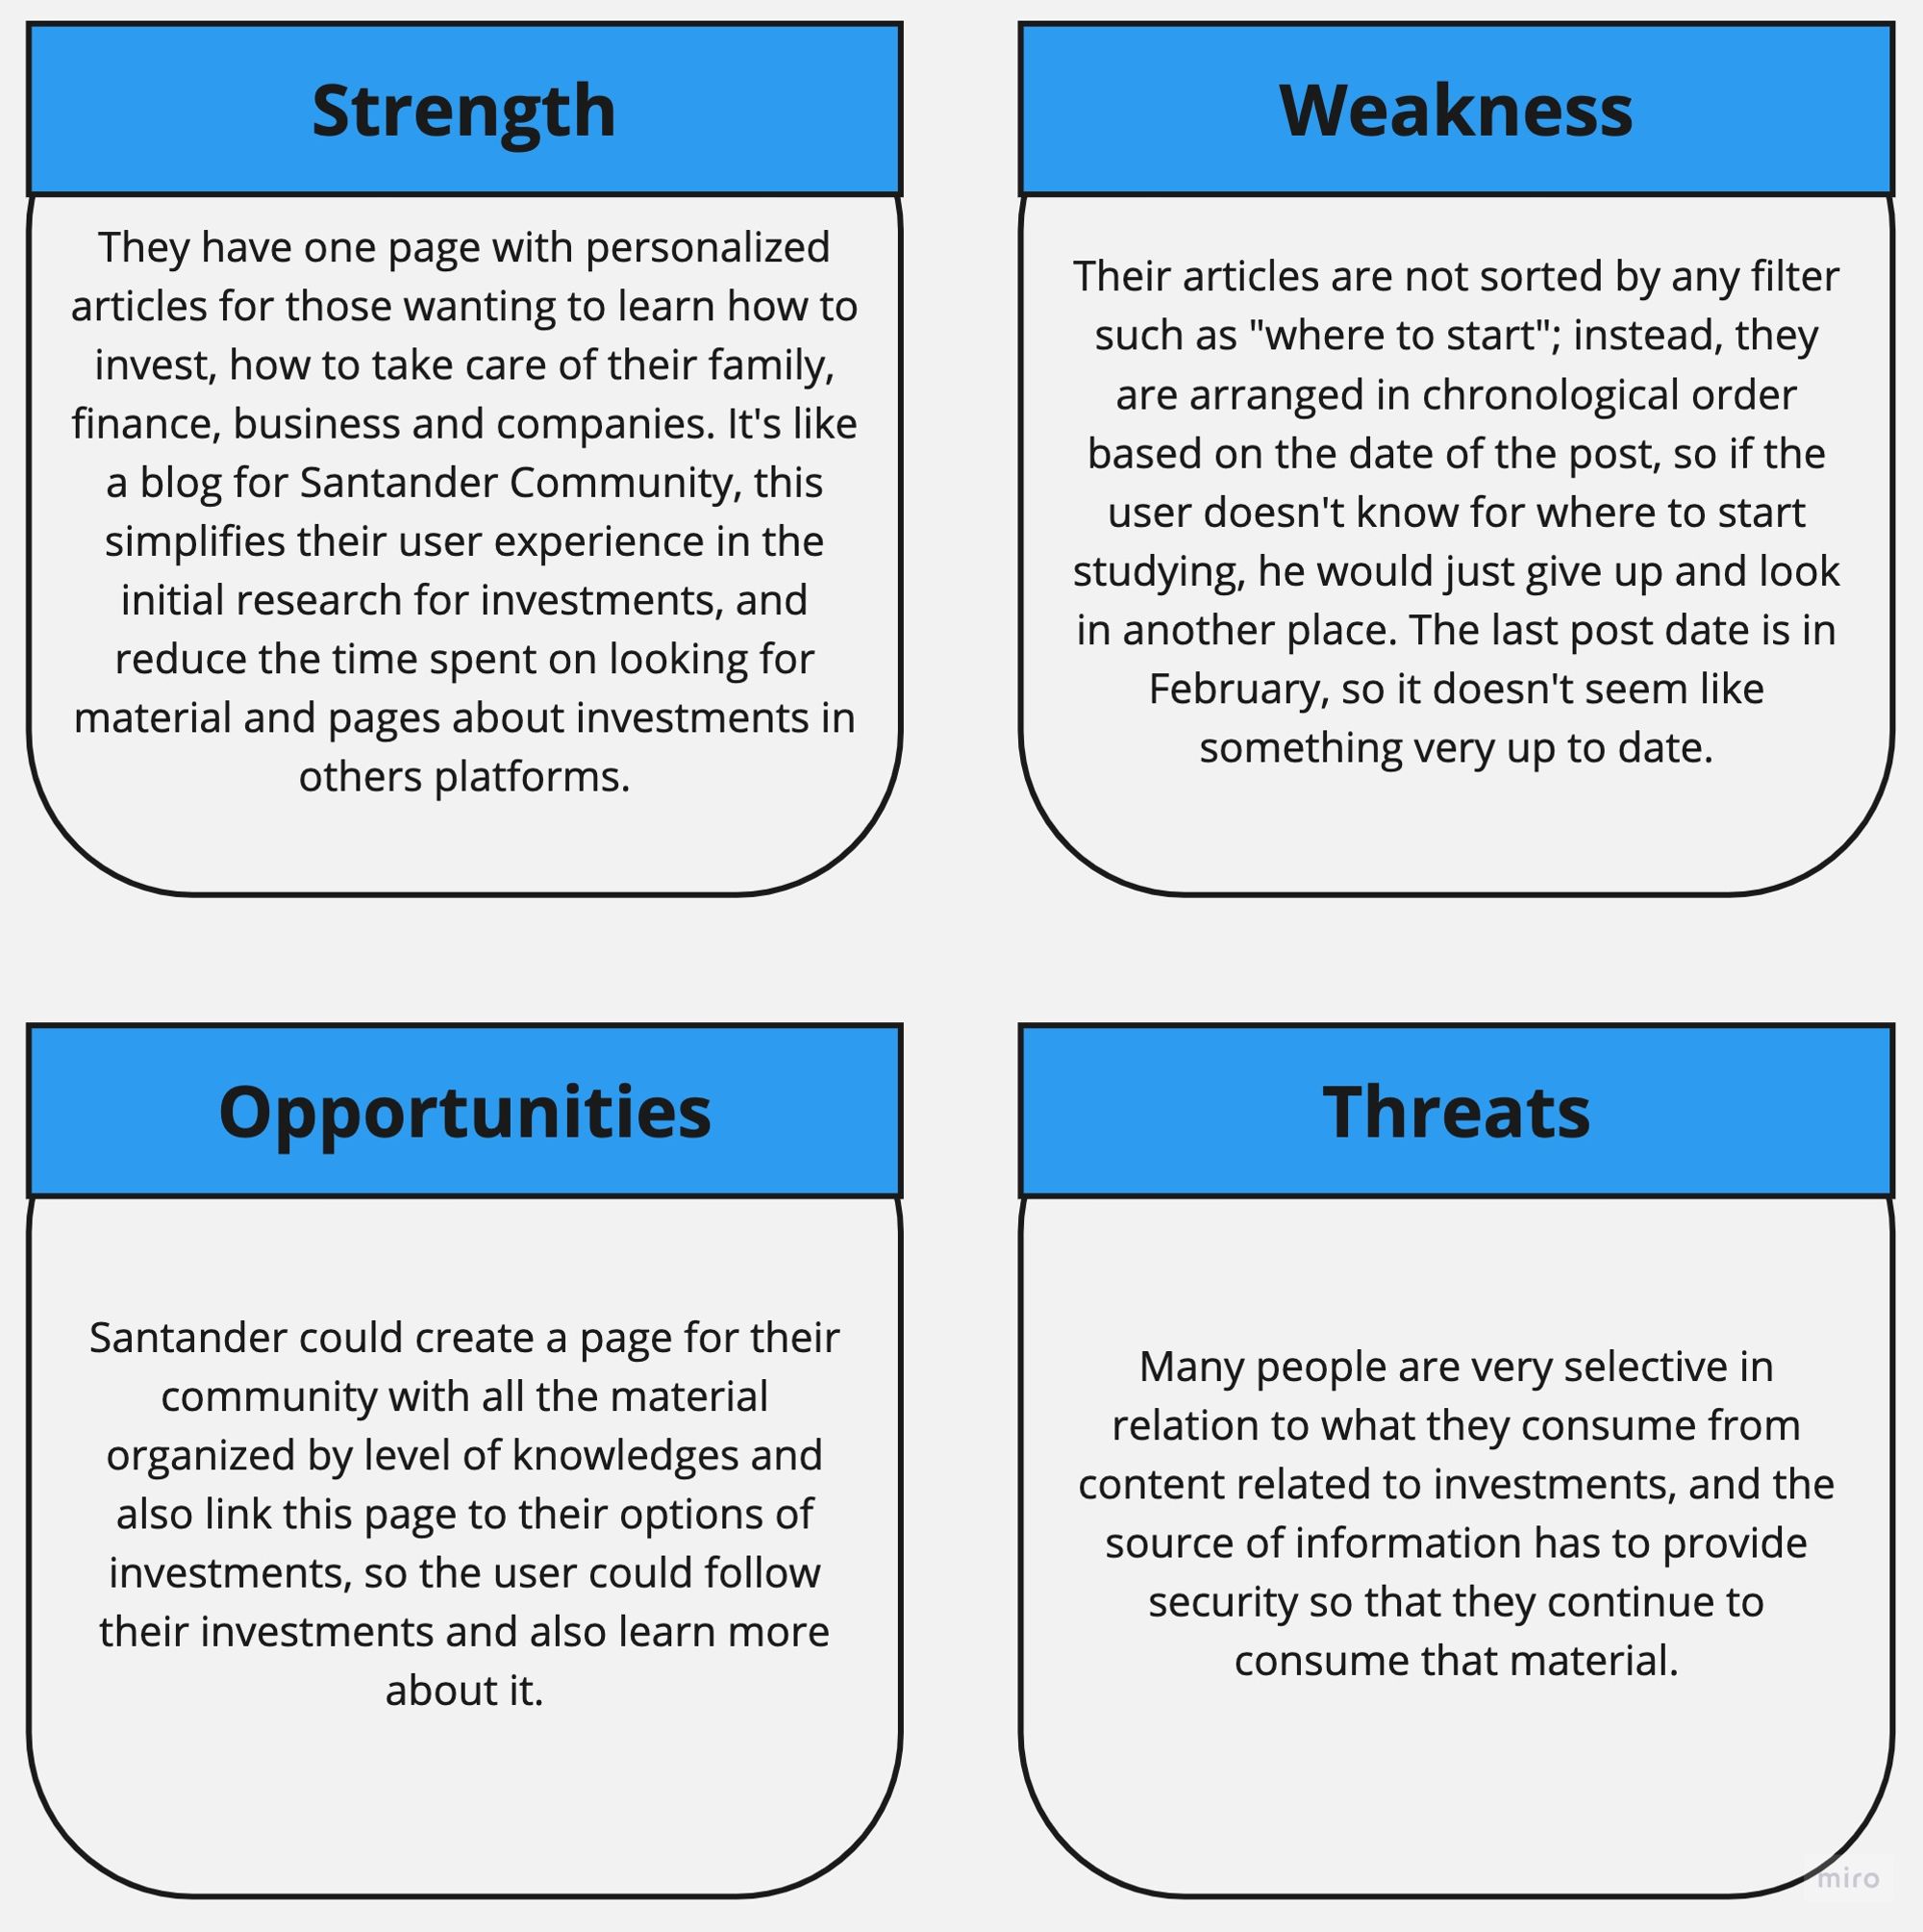 Strength
They have one page with personalized
articles for those wanting to learn how to
invest, how to take care of their family,
finance, business and companies. It's like
a blog for Santander Community, this
simplifies their user experience in the
initial research for investments, and
reduce the time spent on looking for
material and pages about investments in
others platforms.
Weakness
Their articles are not sorted by any filter
such as "where to start"; instead, they
are arranged in chronological order
based on the date of the post, so if the
user doesn't know for where to start
studying, he would just give up and look
in another place. The last post date is in
February, so it doesn't seem like
something very up to date.
Opportunities
Santander could create a page for their
community with all the material
organized by level of knowledges and
also link this page to their options of
investments, so the user could follow
their investments and also learn more
about it.
Threats
Many people are very selective in
relation to what they consume from
content related to investments, and the
source of information has to provide
security so that they continue to
consume that material.
miro